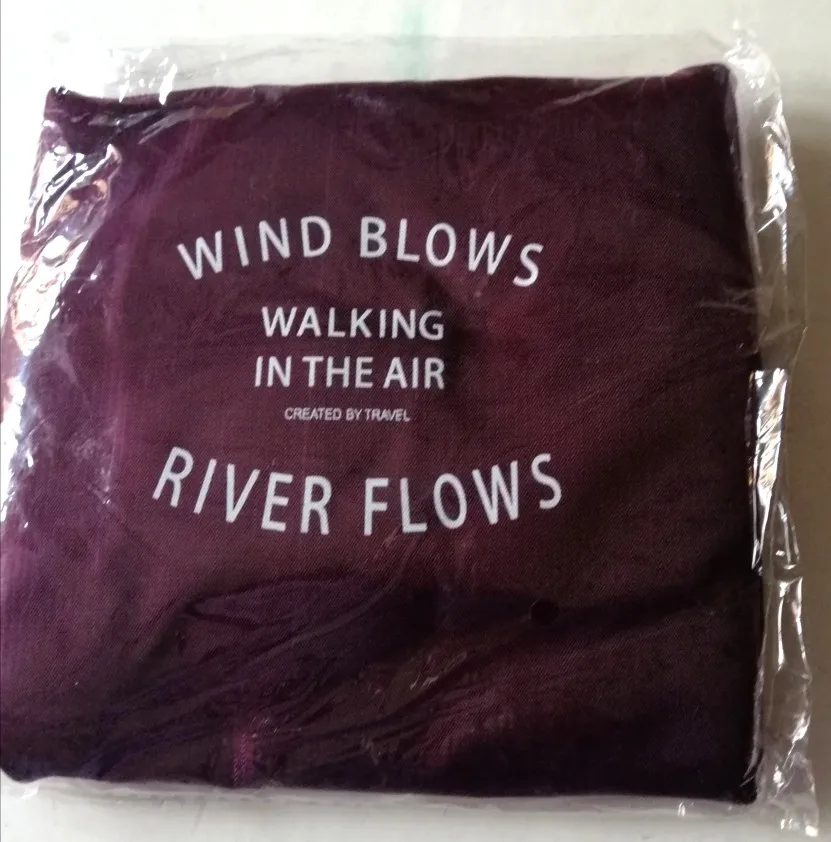 WIND BLOWS
WALKING
IN THE AIR
CREATED BY TRAVEL
RIVER FLOWS